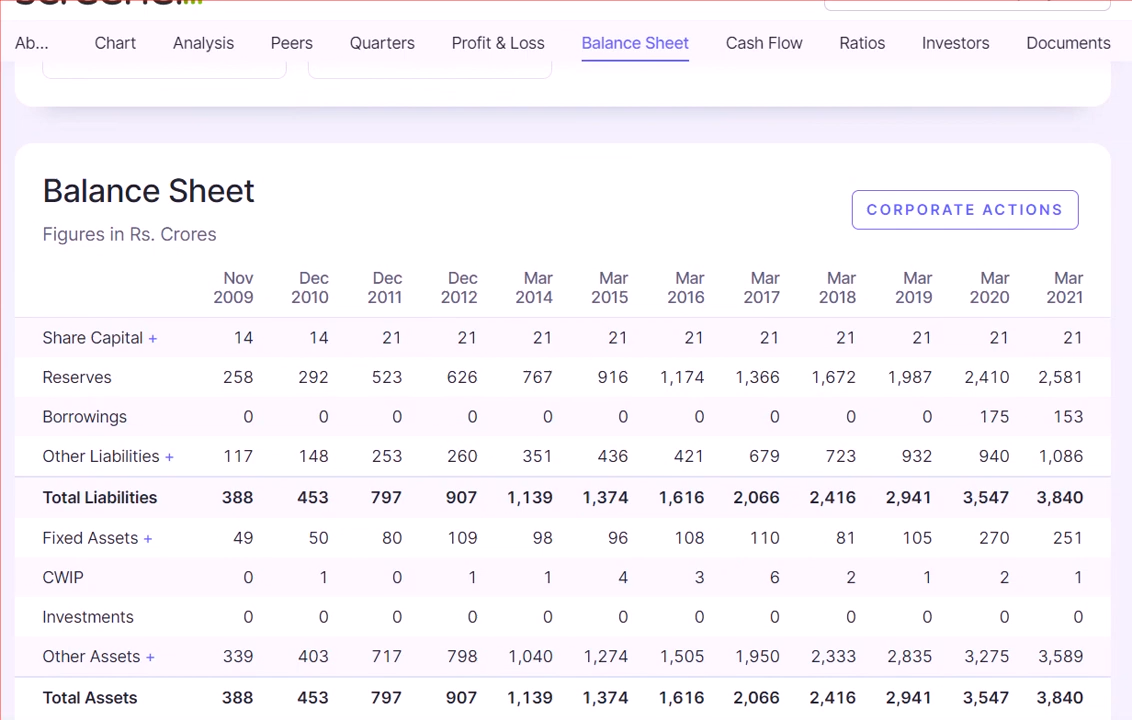 Ab... Chart Analysis Peers Quarters Profit & Loss Balance Sheet Cash Flow Ratios Investors Documents
Balance Sheet
CORPORATE ACTIONS
Figures in Rs. Crores
Nov Dec Dec Dec Mar Mar Mar Mar Mar Mar Mar Mar
2009 2010 2011 2012 2014 2015 2016 2017 2018 2019 2020 2021
Share Capital + 14 14 21 21 21 21 21 21 21 21 21 21
Reserves 258 292 523 626 767 916 1,174 1,366 1,672 1,987 2,410 2,581
Borrowings 0 0 0 0 0 0 0 0 0 0 175 153
Other Liabilities + 117 148 253 260 351 436 421 679 723 932 940 1,086
Total Liabilities 388 453 797 907 1,139 1,374 1,616 2,066 2,416 2,941 3,547 3,840
Fixed Assets + 49 50 80 109 98 96 108 110 81 105 270 251
CWIP 0 1 0 1 1 4 3 6 2 1 2 1
Investments 0 0 0 0 0 0 0 0 0 0 0 0
Other Assets + 339 403 717 798 1,040 1,274 1,505 1,950 2,333 2,835 3,275 3,589
Total Assets 388 453 797 907 1,139 1,374 1,616 2,066 2,416 2,941 3,547 3,840